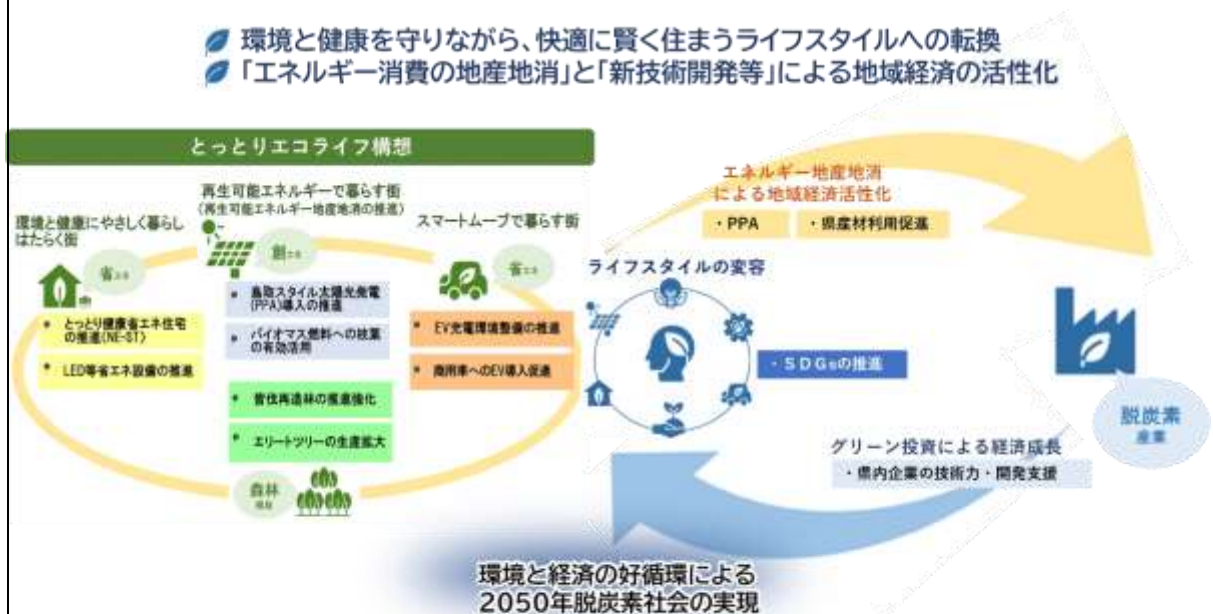 環境と健康を守りながら、快適に賢く住まうライフスタイルへの転換
「エネルギー消費の地産地消」と「新技術開発等」による地域経済の活性化
とっとりエコライフ構想
環境と健康にやさしく暮らし
はたらく街
省エネ
・ とっとり健康省エネ住宅
の推進(NE-ST)
・ LED等省エネ設備の推進
再生可能エネルギーで暮らす街
(再生可能エネルギー地産地消の推進)
創エネ
・ 鳥取スタイル太陽光発電
(PPA)導入の推進
・ バイオマス燃料への枝葉
の有効活用
・ 皆伐再造林の推進強化
・ エリートツリーの生産拡大
森林
スマートムーブで暮らす街
省エネ
・ EV充電環境整備の推進
・ 商用車へのEV導入促進
エネルギー地産地消
による地域経済活性化
・PPA
・県産材利用促進
ライフスタイルの変容
・SDGsの推進
脱炭素
産業
グリーン投資による経済成長
・県内企業の技術力・開発支援
環境と経済の好循環による
2050年脱炭素社会の実現